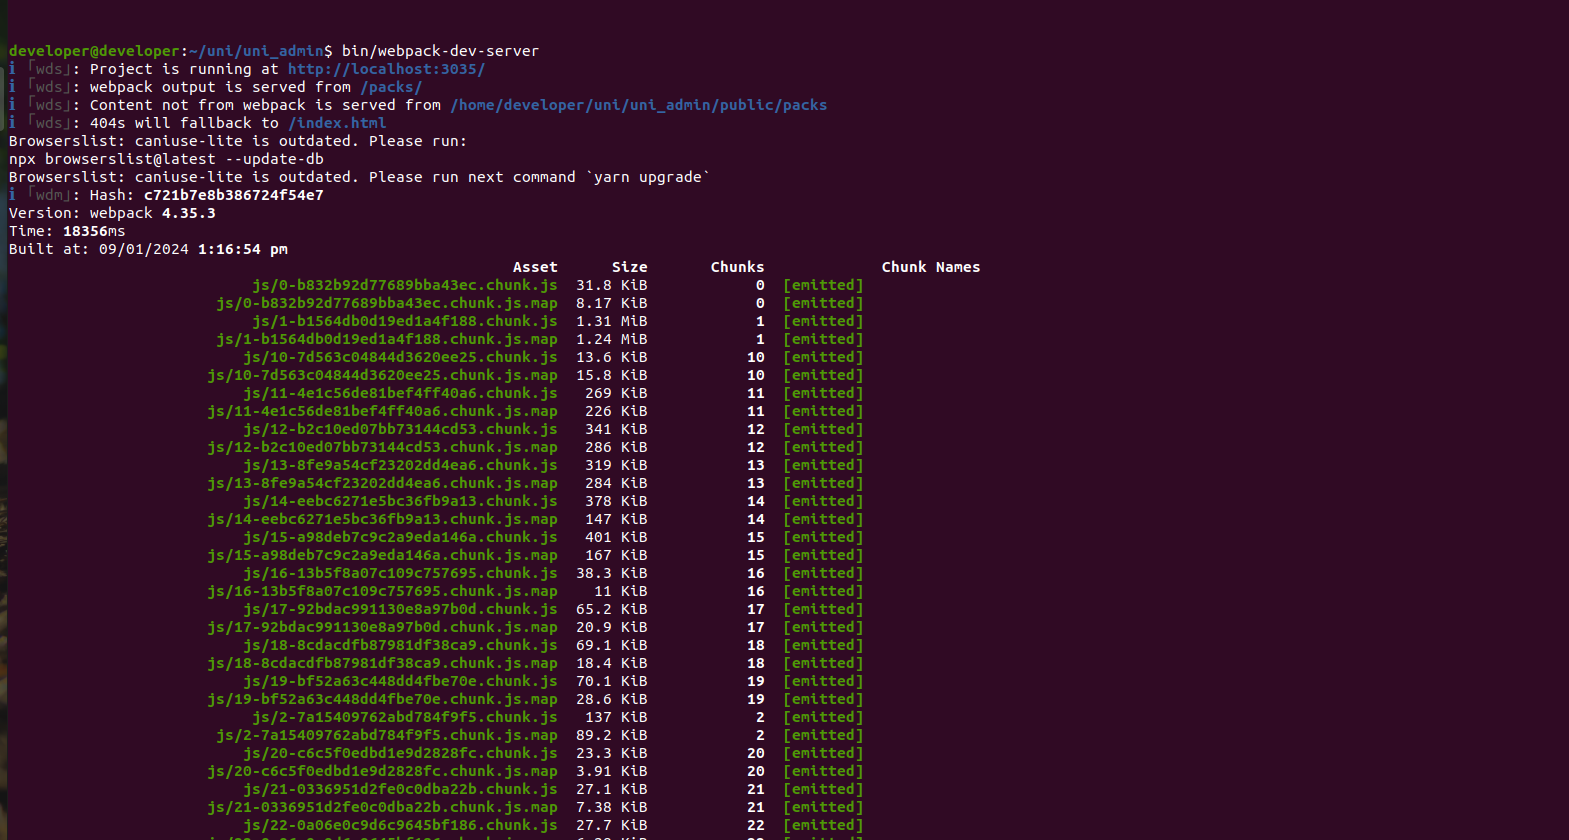 developer@developer:~/uni/uni_admin$ bin/webpack-dev-server
ℹ ｢wds｣: Project is running at http://localhost:3035/
ℹ ｢wds｣: webpack output is served from /packs/
ℹ ｢wds｣: Content not from webpack is served from /home/developer/uni/uni_admin/public/packs
ℹ ｢wds｣: 404s will fallback to /index.html
Browserslist: caniuse-lite is outdated. Please run:
npx browserslist@latest --update-db
Browserslist: caniuse-lite is outdated. Please run next command `yarn upgrade`
ℹ ｢wdm｣: Hash: c721b7e8b386724f54e7
Version: webpack 4.35.3
Time: 18356ms
Built at: 09/01/2024 1:16:54 pm
Asset Size Chunks Chunk Names
js/0-b832b92d77689bba43ec.chunk.js 31.8 KiB 0 [emitted]
js/0-b832b92d77689bba43ec.chunk.js.map 8.17 KiB 0 [emitted]
js/1-b1564db0d19ed1a4f188.chunk.js 1.31 MiB 1 [emitted]
js/1-b1564db0d19ed1a4f188.chunk.js.map 1.24 MiB 1 [emitted]
js/10-7d563c04844d3620ee25.chunk.js 13.6 KiB 10 [emitted]
js/10-7d563c04844d3620ee25.chunk.js.map 15.8 KiB 10 [emitted]
js/11-4e1c56de81bef4ff40a6.chunk.js 269 KiB 11 [emitted]
js/11-4e1c56de81bef4ff40a6.chunk.js.map 226 KiB 11 [emitted]
js/12-b2c10ed07bb73144cd53.chunk.js 341 KiB 12 [emitted]
js/12-b2c10ed07bb73144cd53.chunk.js.map 286 KiB 12 [emitted]
js/13-8fe9a54cf23202dd4ea6.chunk.js 319 KiB 13 [emitted]
js/13-8fe9a54cf23202dd4ea6.chunk.js.map 284 KiB 13 [emitted]
js/14-eebc6271e5bc36fb9a13.chunk.js 378 KiB 14 [emitted]
js/14-eebc6271e5bc36fb9a13.chunk.js.map 147 KiB 14 [emitted]
js/15-a98deb7c9c2a9eda146a.chunk.js 401 KiB 15 [emitted]
js/15-a98deb7c9c2a9eda146a.chunk.js.map 167 KiB 15 [emitted]
js/16-13b5f8a07c109c757695.chunk.js 38.3 KiB 16 [emitted]
js/16-13b5f8a07c109c757695.chunk.js.map 11 KiB 16 [emitted]
js/17-92bdac991130e8a97b0d.chunk.js 65.2 KiB 17 [emitted]
js/17-92bdac991130e8a97b0d.chunk.js.map 20.9 KiB 17 [emitted]
js/18-8cdacdfb87981df38ca9.chunk.js 69.1 KiB 18 [emitted]
js/18-8cdacdfb87981df38ca9.chunk.js.map 18.4 KiB 18 [emitted]
js/19-bf52a63c448dd4fbe70e.chunk.js 70.1 KiB 19 [emitted]
js/19-bf52a63c448dd4fbe70e.chunk.js.map 28.6 KiB 19 [emitted]
js/2-7a15409762abd784f9f5.chunk.js 137 KiB 2 [emitted]
js/2-7a15409762abd784f9f5.chunk.js.map 89.2 KiB 2 [emitted]
js/20-c6c5f0edbd1e9d2828fc.chunk.js 23.3 KiB 20 [emitted]
js/20-c6c5f0edbd1e9d2828fc.chunk.js.map 3.91 KiB 20 [emitted]
js/21-0336951d2fe0c0dba22b.chunk.js 27.1 KiB 21 [emitted]
js/21-0336951d2fe0c0dba22b.chunk.js.map 7.38 KiB 21 [emitted]
js/22-0a06e0c9d6c9645bf186.chunk.js 27.7 KiB 22 [emitted]